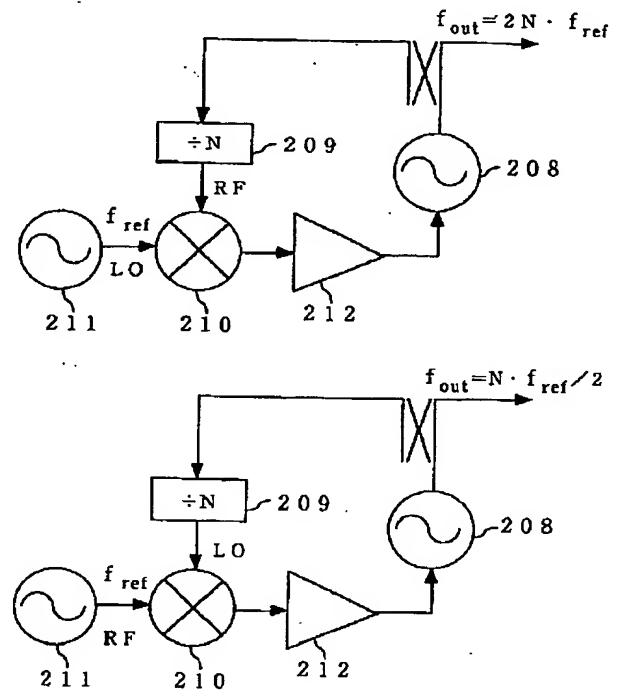 f_out=2N · f_ref
÷N
209
RF
208
f_ref
LO
211
210
212
f_out=N · f_ref/2
÷N
209
LO
208
f_ref
RF
211
210
212